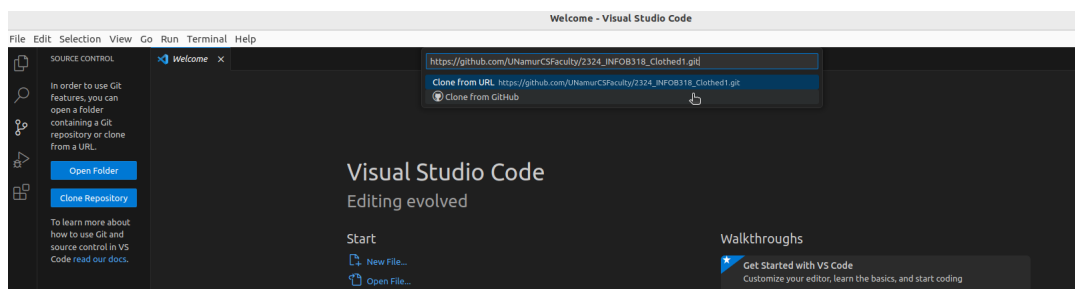 Welcome - Visual Studio Code
File Edit Selection View Go Run Terminal Help
SOURCE CONTROL
Welcome ×
https://github.com/UNamurCSFaculty/2324_INFOB318_Clothed1.git
Clone from URL https://github.com/UNamurCSFaculty/2324_INFOB318_Clothed1.git
Clone from GitHub
In order to use Git
features, you can
open a folder
containing a Git
repository or clone
from a URL.
Open Folder
Clone Repository
To learn more about
how to use Git and
source control in VS
Code read our docs.
Visual Studio Code
Editing evolved
Start
New File...
Open File...
Walkthroughs
Get Started with VS Code
Customize your editor, learn the basics, and start coding